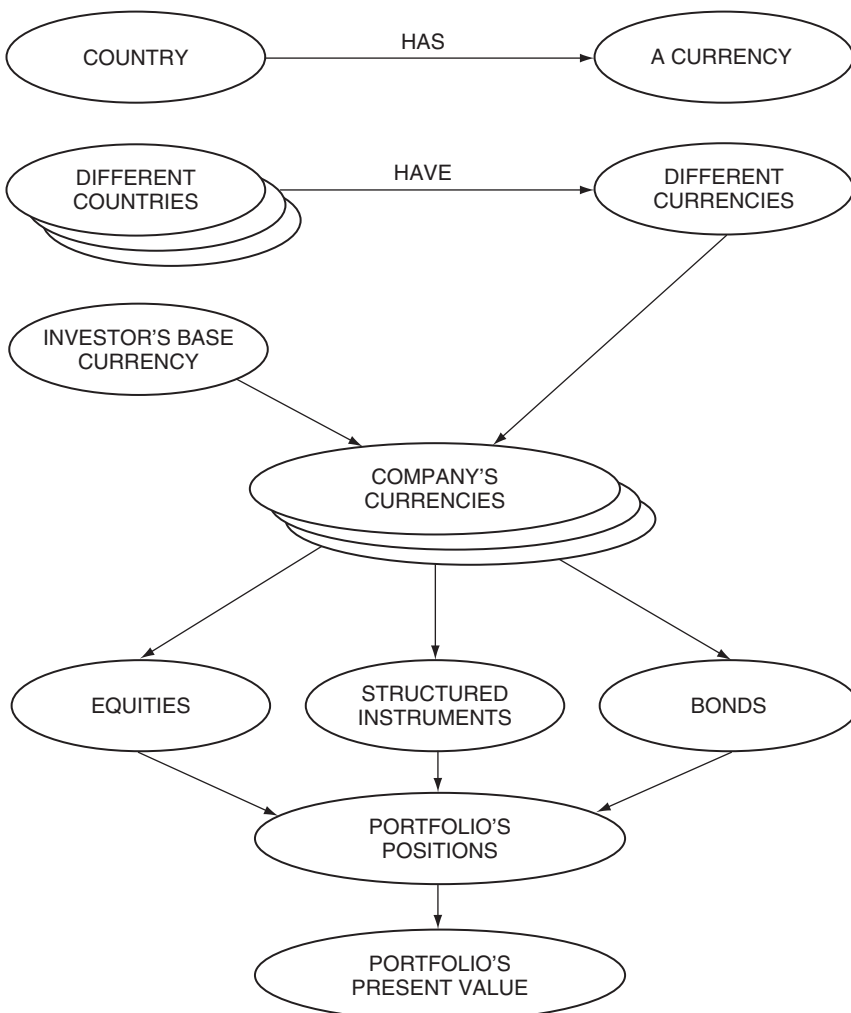 COUNTRY
HAS
A CURRENCY
DIFFERENT
COUNTRIES
HAVE
DIFFERENT
CURRENCIES
INVESTOR’S BASE
CURRENCY
COMPANY’S
CURRENCIES
EQUITIES
STRUCTURED
INSTRUMENTS
BONDS
PORTFOLIO’S
POSITIONS
PORTFOLIO’S
PRESENT VALUE